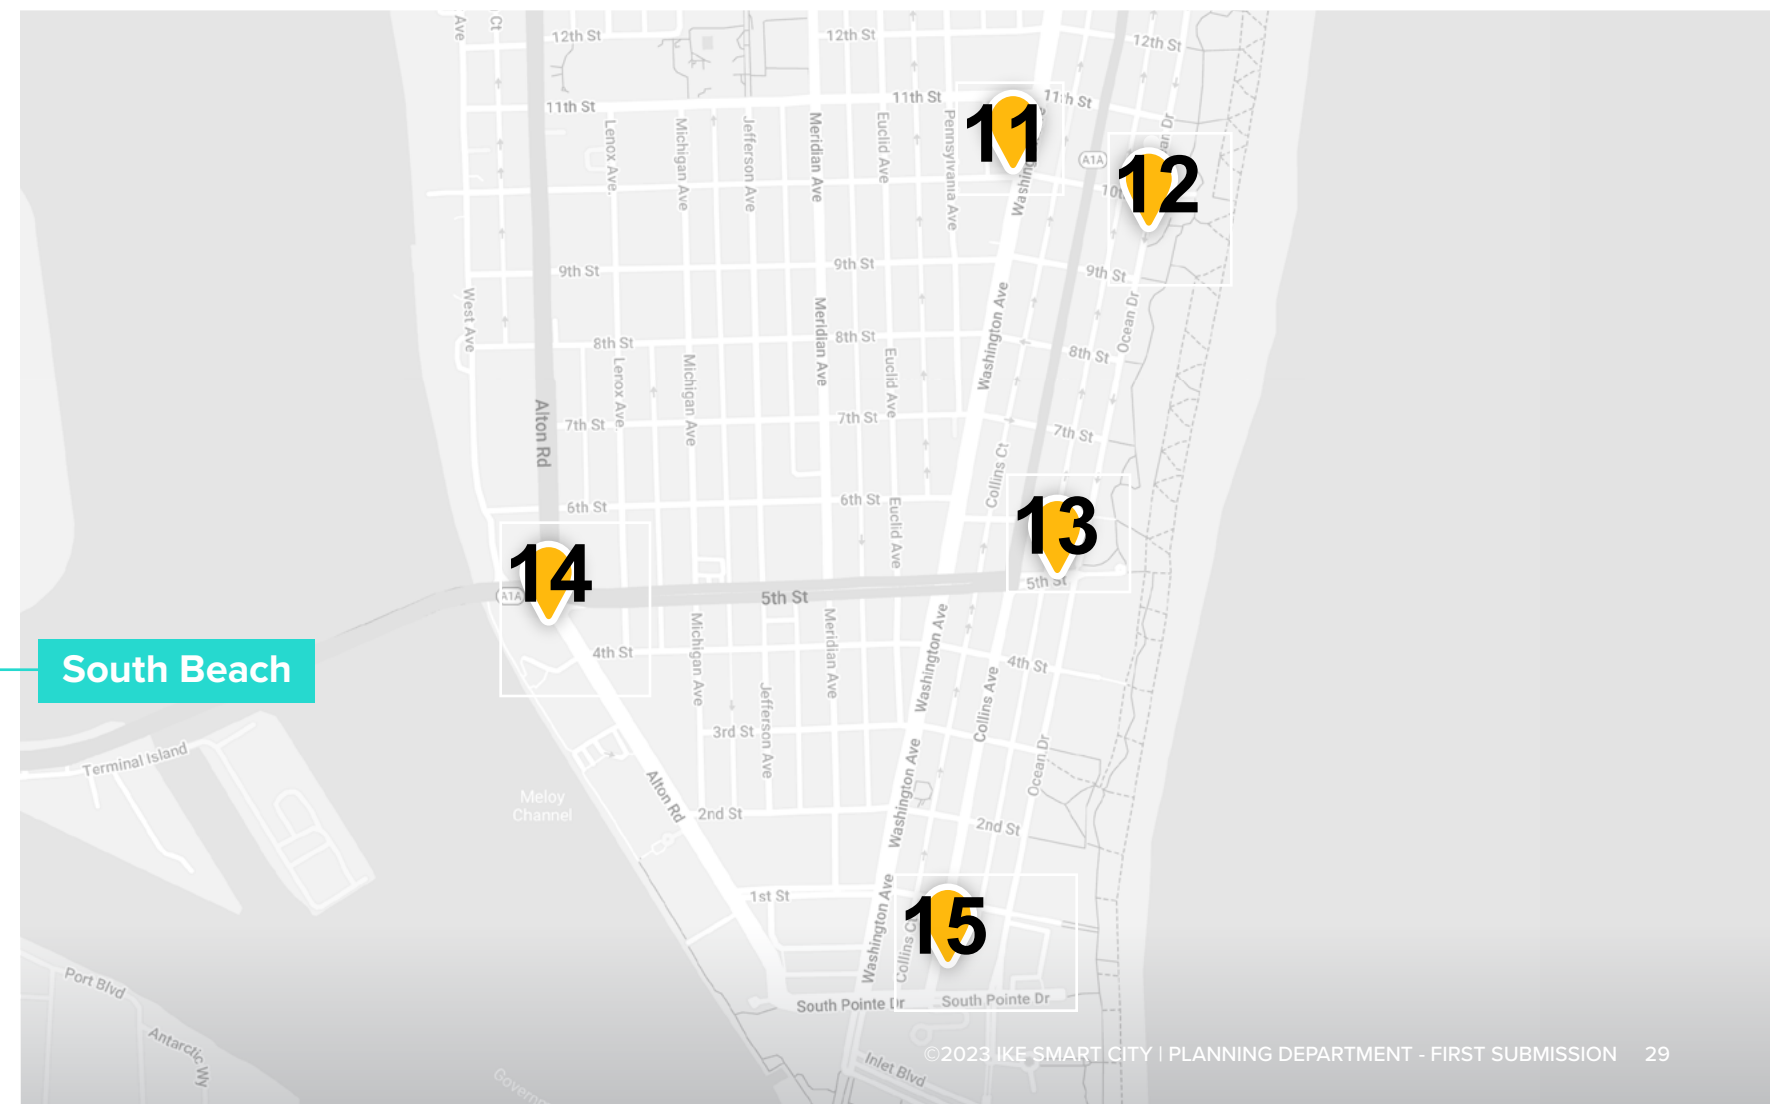 Ave
Ct
12th St
12th St
12th St
11th St
11th St
11th St
11
Lenox Ave
Michigan Ave
Jefferson Ave
Meridian Ave
Euclid Ave
Pennsylvania Ave
A1A
12
9th St
9th St
9th St
West Ave
Meridian Ave
Washington Ave
Ocean Dr
8th St
8th St
8th St
Lenox Ave
Michigan Ave
Euclid Ave
Alton Rd
7th St
7th St
7th St
Collins Ct
6th St
6th St
Euclid Ave
13
14
A1A
5th St
5th St
South Beach
4th St
4th St
Michigan Ave
Meridian Ave
Washington Ave
Collins Ave
Jefferson Ave
3rd St
Ocean Dr
Terminal Island
Alton Rd
Washington Ave
Meloy
Channel
2nd St
2nd St
1st St
Washington Ave
15
Port Blvd
South Pointe Dr
South Pointe Dr
Antarctic Wy
Inlet Blvd
©2023 IKE SMART CITY | PLANNING DEPARTMENT - FIRST SUBMISSION 29